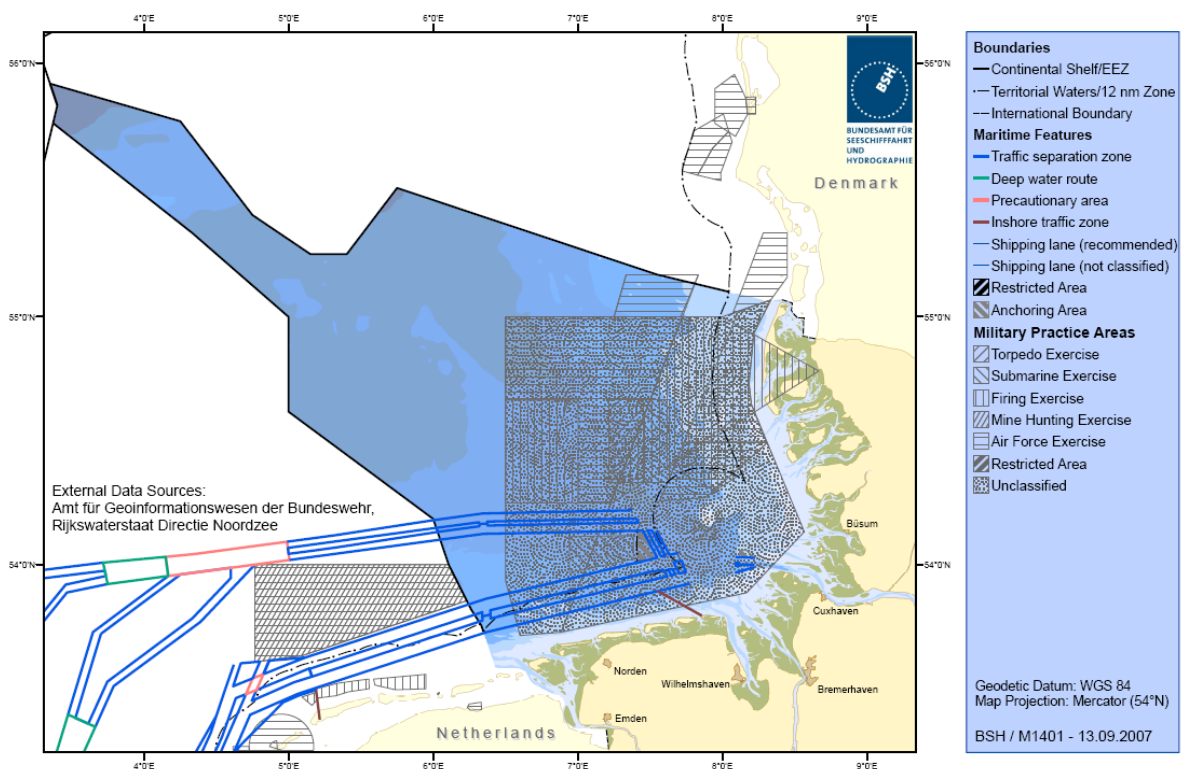 4°0'E 5°0'E 6°0'E 7°0'E 8°0'E 9°0'E
56°0'N
56°0'N
BSH
BUNDESAMT FÜR
SEESCHIFFFAHRT
UND
HYDROGRAPHIE
Denmark
55°0'N
55°0'N
External Data Sources:
Amt für Geoinformationswesen der Bundeswehr,
Rijkswaterstaat Directie Noordzee
Büsum
54°0'N
54°0'N
Cuxhaven
Norden
Wilhelmshaven
Bremerhaven
Emden
Netherlands
4°0'E 5°0'E 6°0'E 7°0'E 8°0'E 9°0'E
Boundaries
Continental Shelf/EEZ
Territorial Waters/12 nm Zone
International Boundary
Maritime Features
Traffic separation zone
Deep water route
Precautionary area
Inshore traffic zone
Shipping lane (recommended)
Shipping lane (not classified)
Restricted Area
Anchoring Area
Military Practice Areas
Torpedo Exercise
Submarine Exercise
Firing Exercise
Mine Hunting Exercise
Air Force Exercise
Restricted Area
Unclassified
Geodetic Datum: WGS 84
Map Projection: Mercator (54°N)
BSH / M1401 - 13.09.2007